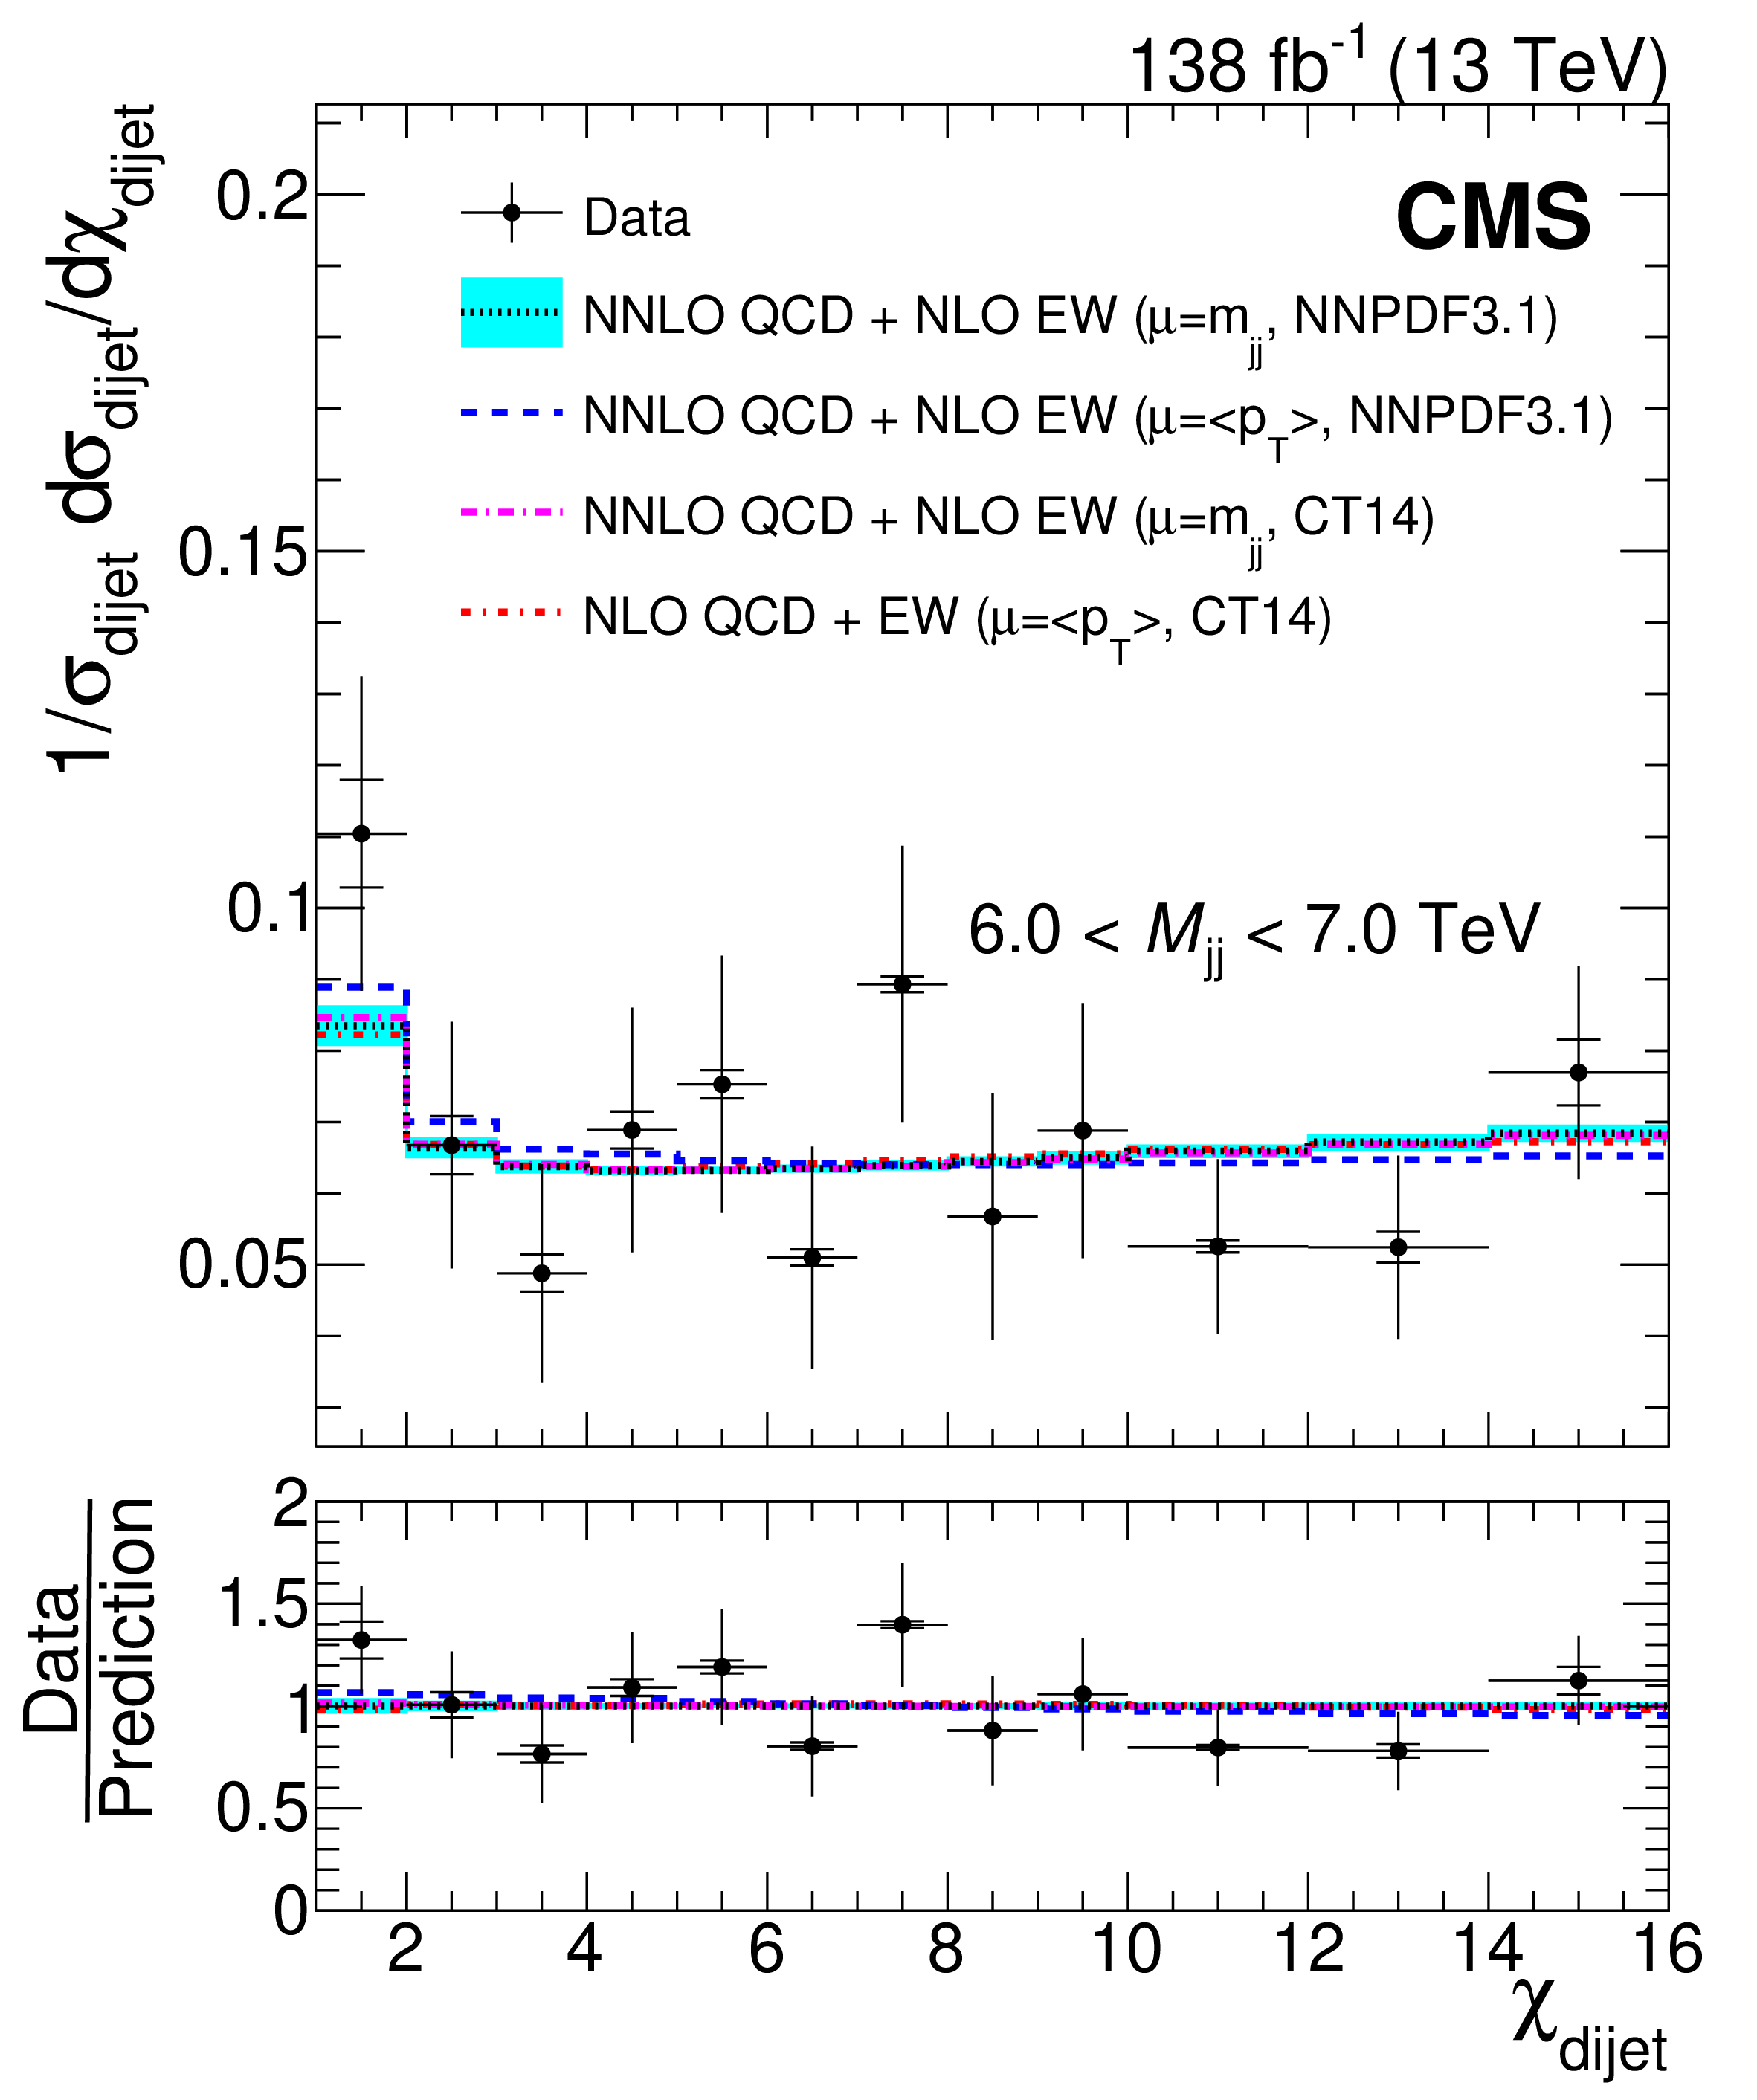 138 fb-1 (13 TeV)
CMS
1/σdijet dσdijet/dχdijet
0.2
0.15
0.1
0.05
Data
NNLO QCD + NLO EW (μ=mjj, NNPDF3.1)
NNLO QCD + NLO EW (μ=<pT>, NNPDF3.1)
NNLO QCD + NLO EW (μ=mjj, CT14)
NLO QCD + EW (μ=<pT>, CT14)
6.0 < Mjj < 7.0 TeV
Data
Prediction
2
1.5
1
0.5
0
2 4 6 8 10 12 14 16
χdijet